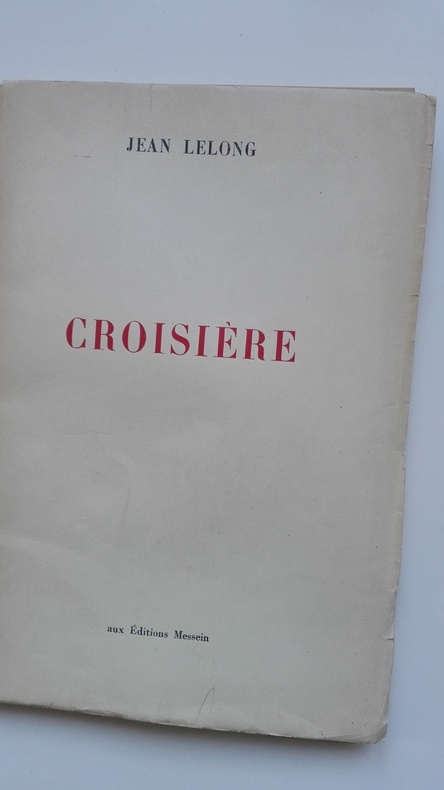 JEAN LELONG
CROISIÈRE
aux Éditions Messein